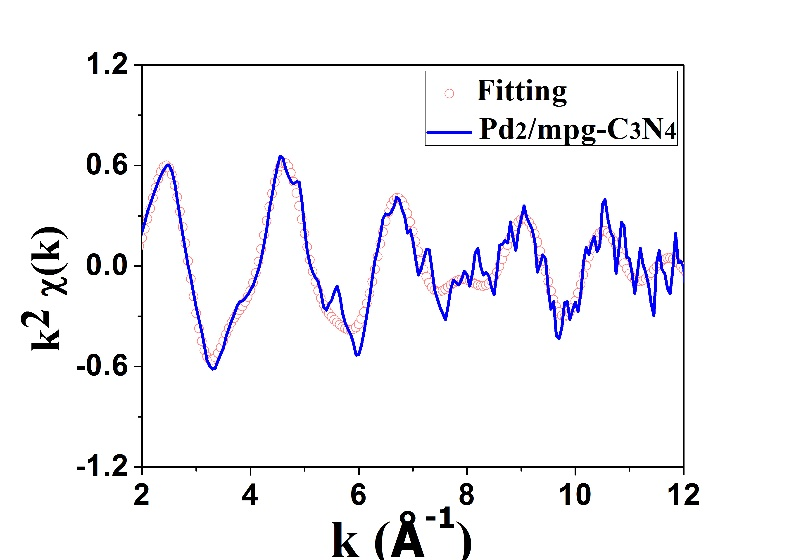 1.2
0.6
0.0
-0.6
-1.2
k² χ(k)
Fitting
Pd2/mpg-C3N4
2 4 6 8 10 12
k (Å⁻¹)